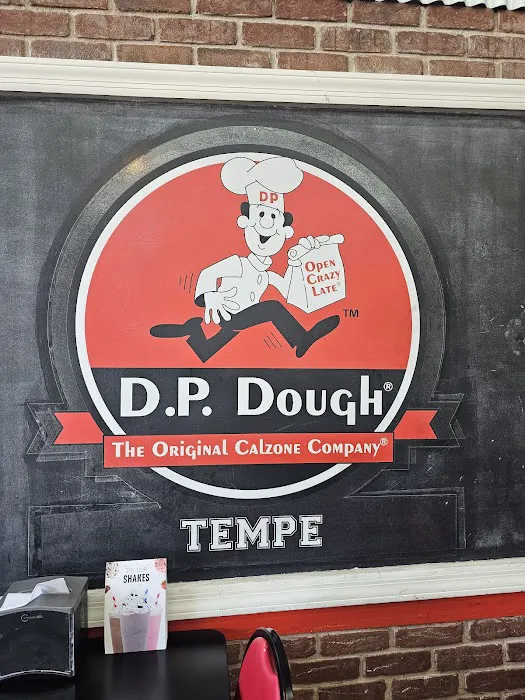 DP
OPEN
CRAZY
LATE®
TM
D.P. DOUGH®
THE ORIGINAL CALZONE COMPANY®
TEMPE
SHAKES